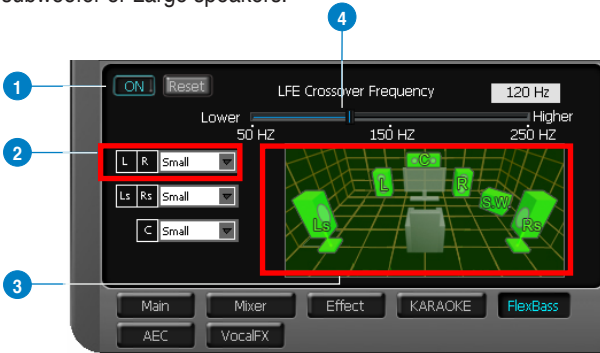 subwoofer or Large speakers.
4
1
ON Reset
LFE Crossover Frequency 120 Hz
Lower Higher
50 HZ 150 HZ 250 HZ
2
L R Small
Ls Rs Small
C Small
C
L R
S.W.
Ls Rs
3
Main Mixer Effect KARAOKE FlexBass
AEC VocalFX